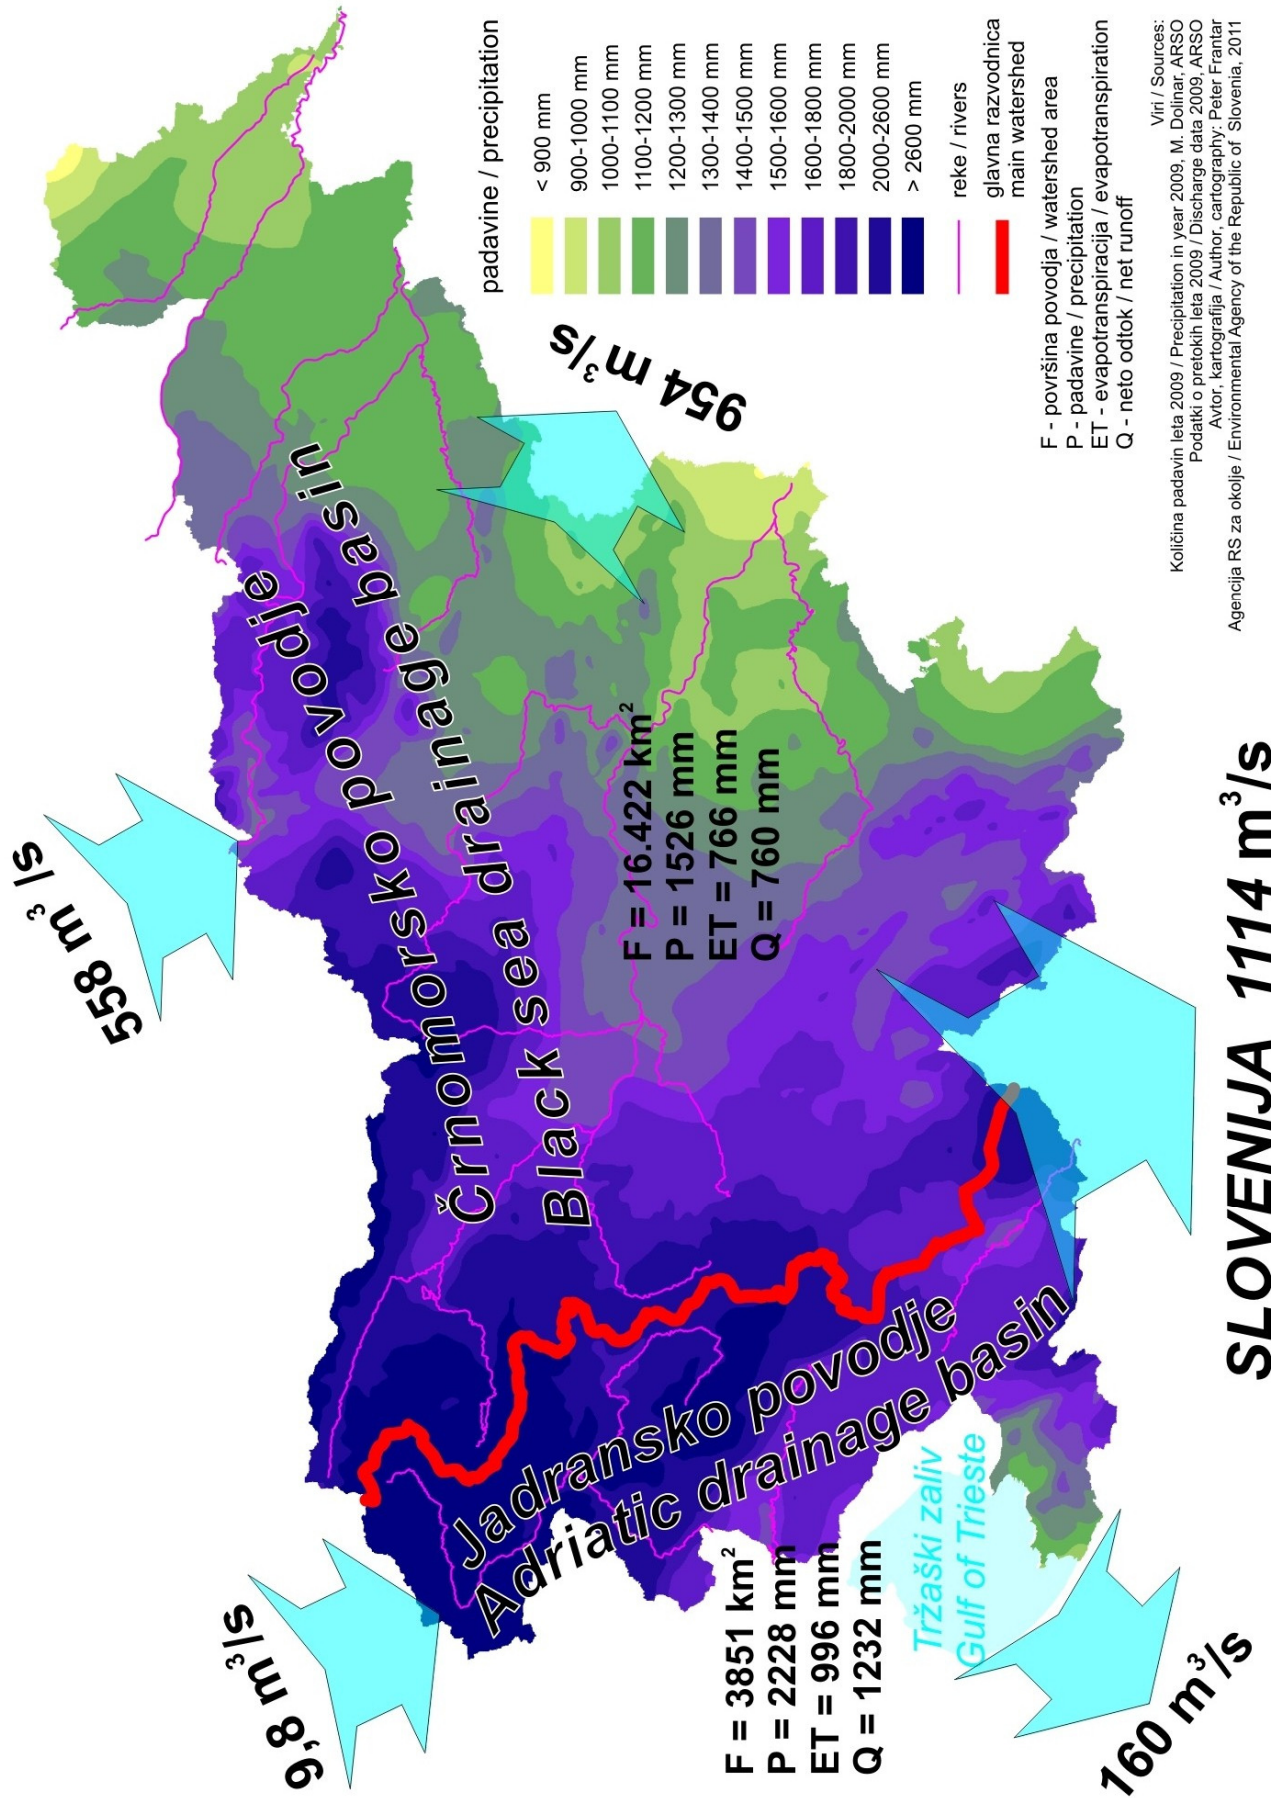 558 m³/s
9,8 m³/s
954 m³/s
160 m³/s
Črnomorsko povodje
Black sea drainage basin
F = 16.422 km²
P = 1526 mm
ET = 766 mm
Q = 760 mm
Jadransko povodje
Adriatic drainage basin
F = 3851 km²
P = 2228 mm
ET = 996 mm
Q = 1232 mm
Tržaški zaliv
Gulf of Trieste
SLOVENIJA 1114 m³/s
padavine / precipitation
< 900 mm
900-1000 mm
1000-1100 mm
1100-1200 mm
1200-1300 mm
1300-1400 mm
1400-1500 mm
1500-1600 mm
1600-1800 mm
1800-2000 mm
2000-2600 mm
> 2600 mm
reke / rivers
glavna razvodnica
main watershed
F - površina povodja / watershed area
P - padavine / precipitation
ET - evapotranspiracija / evapotranspiration
Q - neto odtok / net runoff
Viri / Sources:
Količina padavin leta 2009 / Precipitation in year 2009, M. Dolinar, ARSO
Podatki o pretokih leta 2009 / Discharge data 2009, ARSO
Avtor, kartografija / Author, cartography: Peter Frantar
Agencija RS za okolje / Environmental Agency of the Republic of Slovenia, 2011